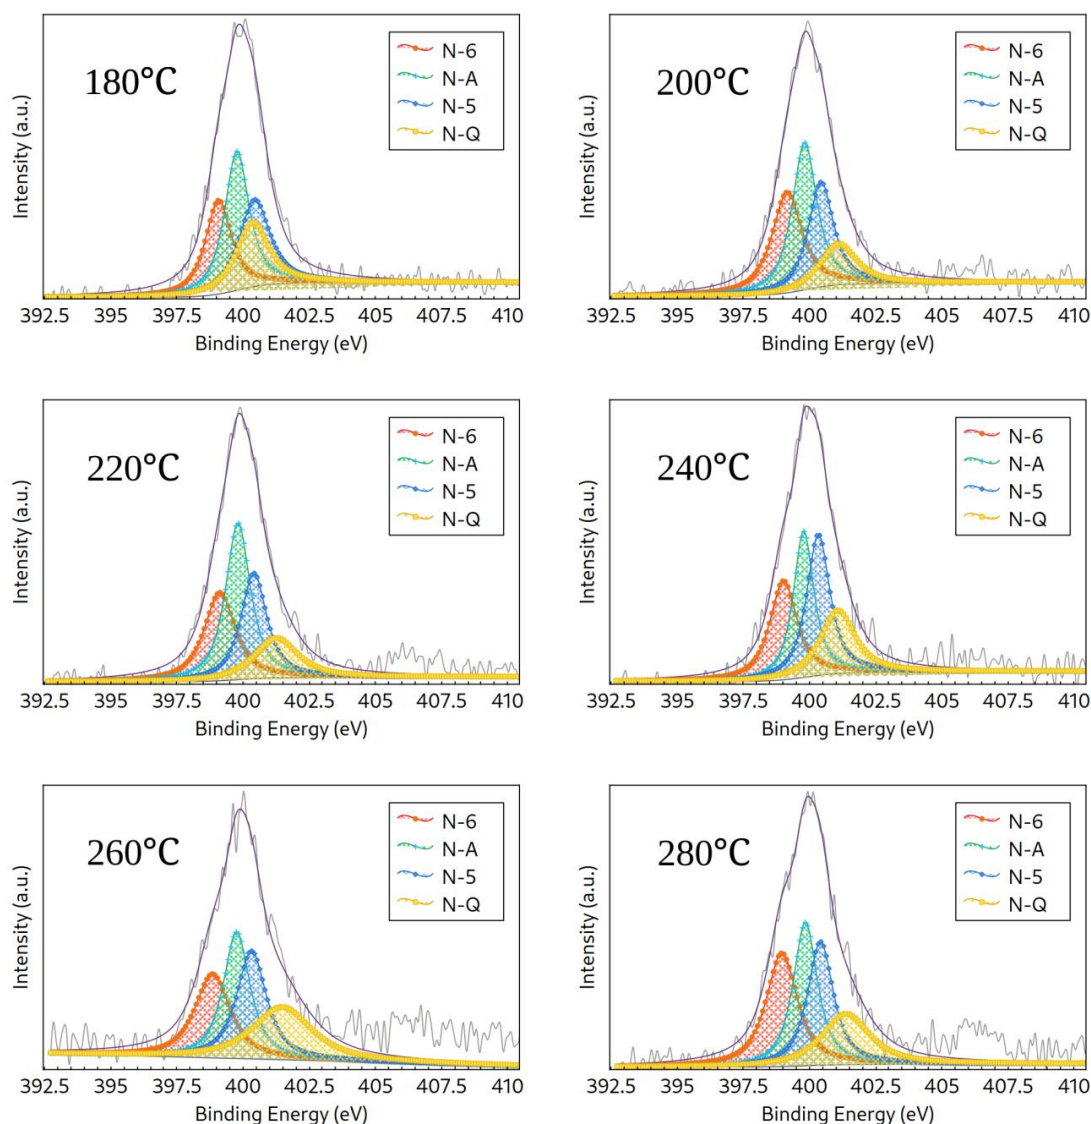 180℃
N-6
N-A
N-5
N-Q
Intensity (a.u.)
392.5 395 397.5 400 402.5 405 407.5 410
Binding Energy (eV)
200℃
N-6
N-A
N-5
N-Q
Intensity (a.u.)
392.5 395 397.5 400 402.5 405 407.5 410
Binding Energy (eV)
220℃
N-6
N-A
N-5
N-Q
Intensity (a.u.)
392.5 395 397.5 400 402.5 405 407.5 410
Binding Energy (eV)
240℃
N-6
N-A
N-5
N-Q
Intensity (a.u.)
392.5 395 397.5 400 402.5 405 407.5 410
Binding Energy (eV)
260℃
N-6
N-A
N-5
N-Q
Intensity (a.u.)
392.5 395 397.5 400 402.5 405 407.5 410
Binding Energy (eV)
280℃
N-6
N-A
N-5
N-Q
Intensity (a.u.)
392.5 395 397.5 400 402.5 405 407.5 410
Binding Energy (eV)